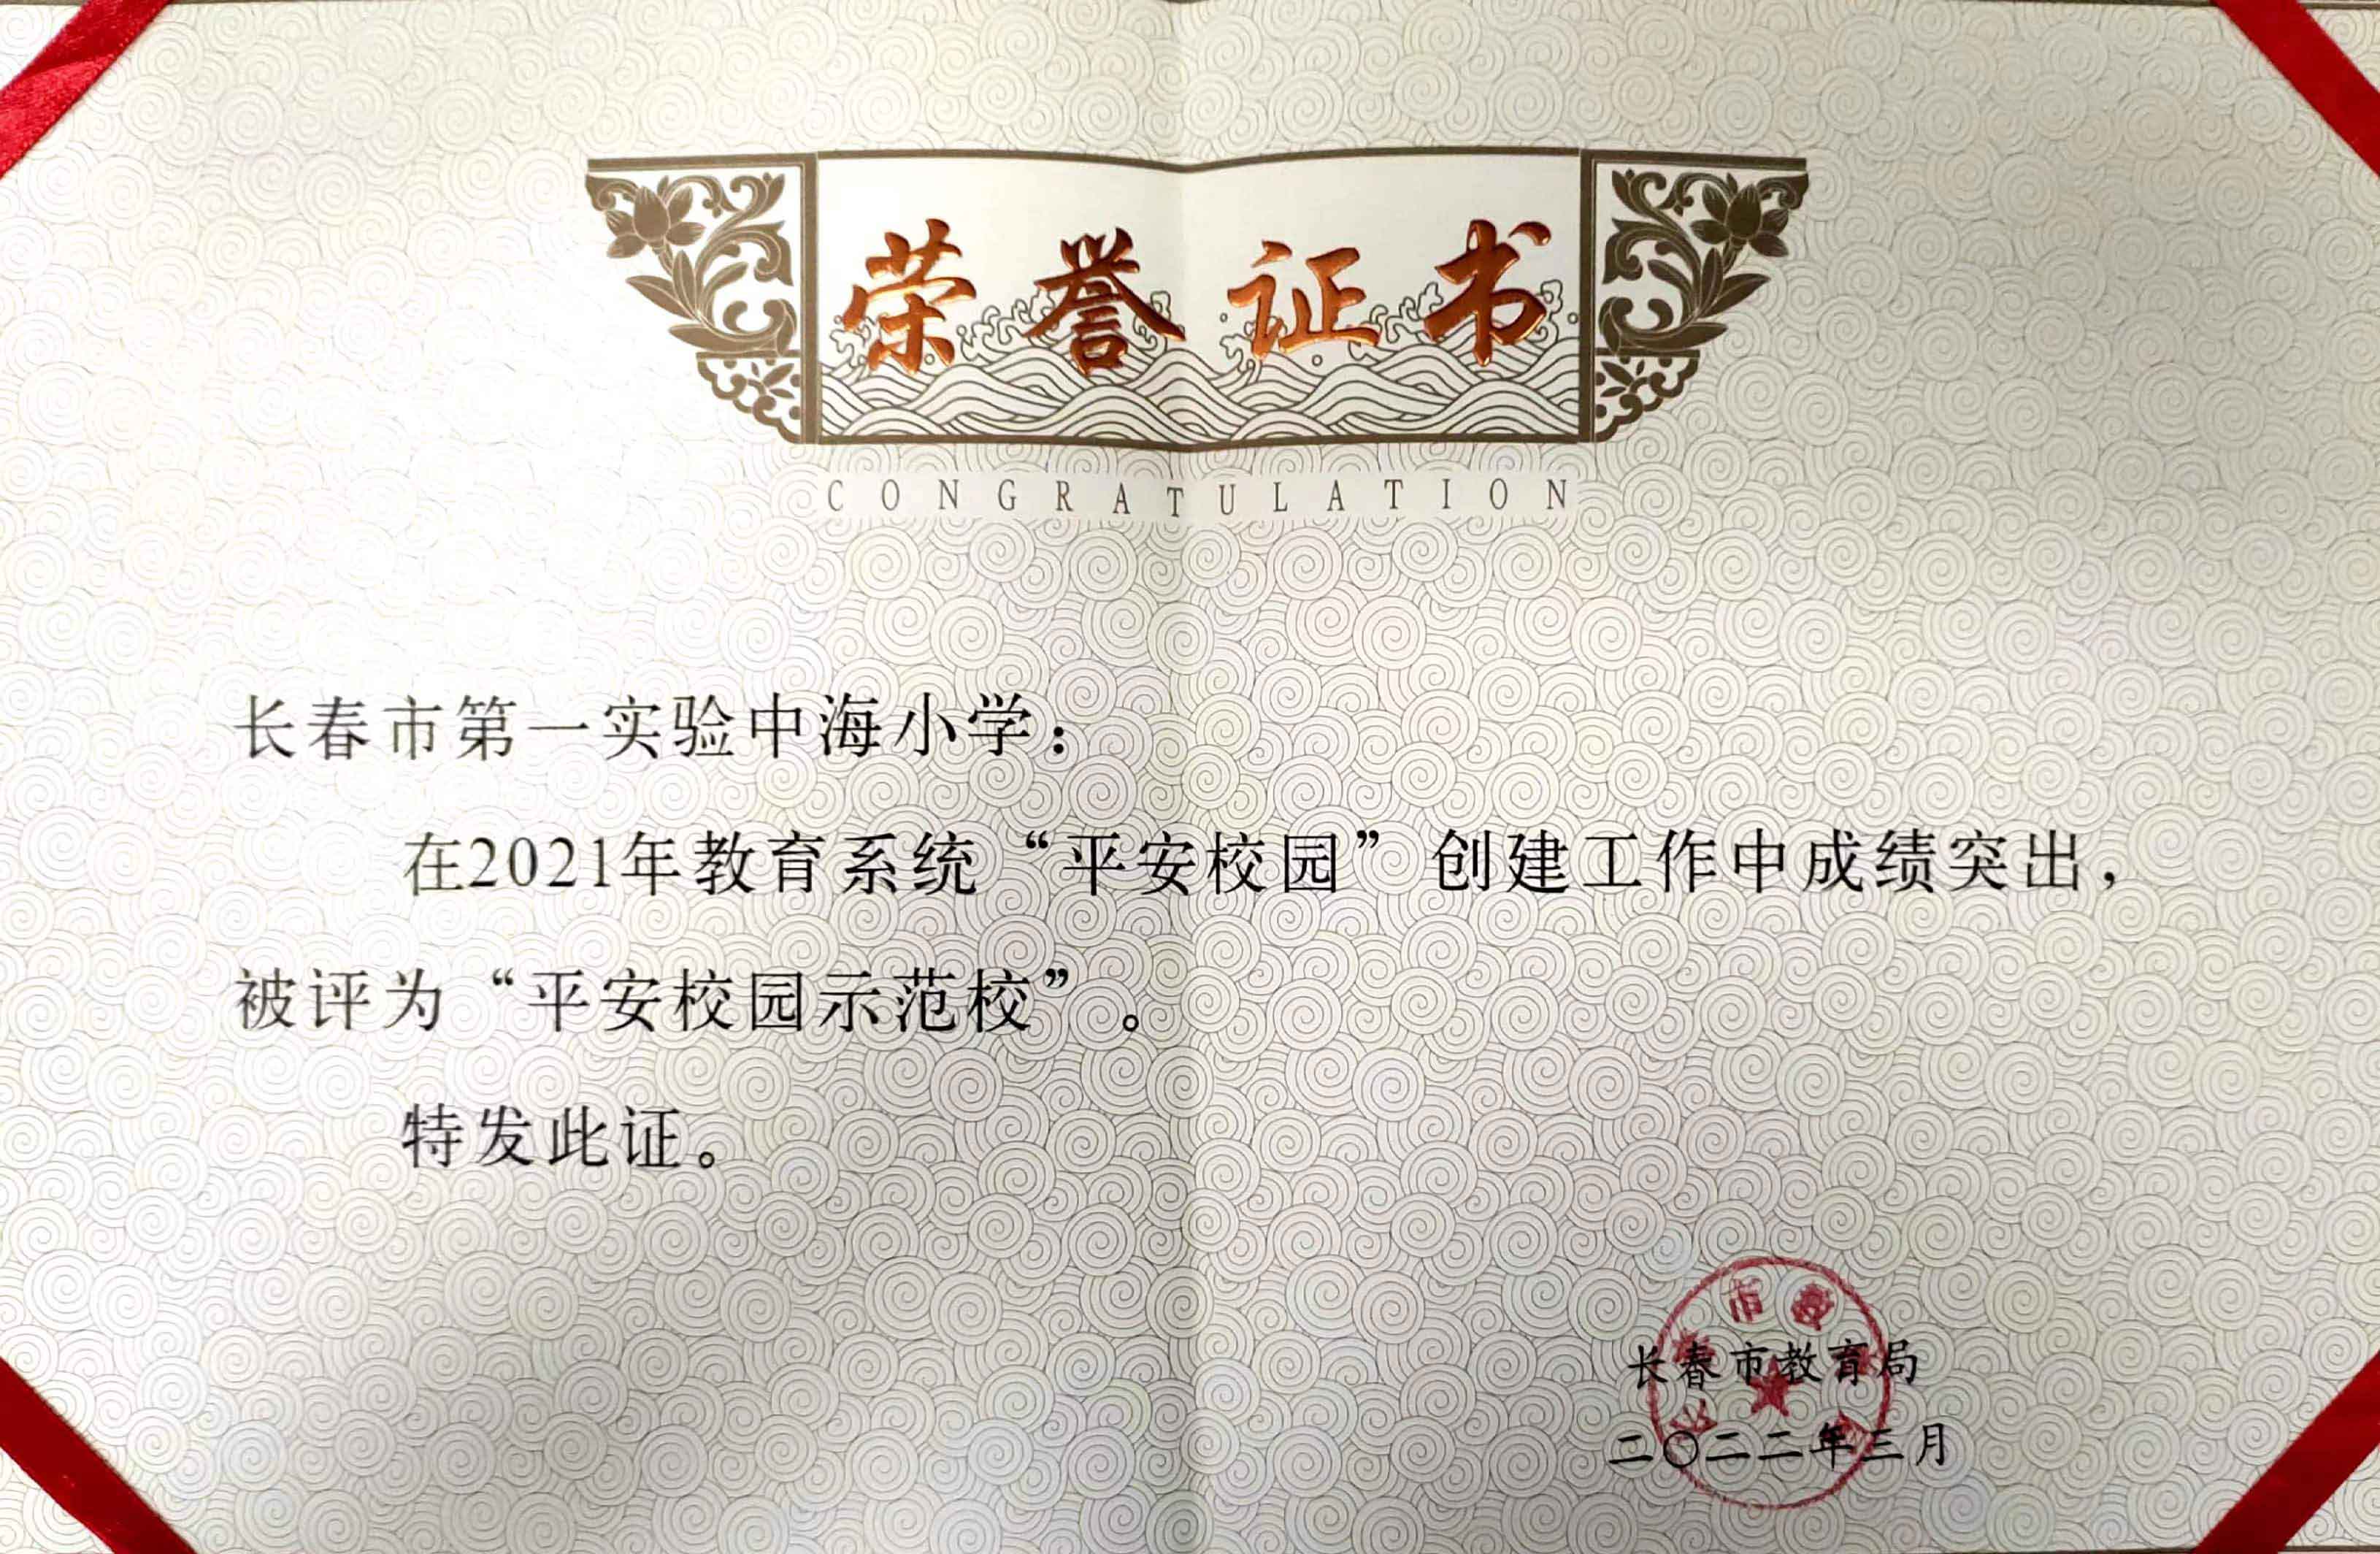 荣誉证书
CONGRATULATION
长春市第一实验中海小学：
在2021年教育系统“平安校园”创建工作中成绩突出，
被评为“平安校园示范校”。
特发此证。
长春市教育局
二〇二二年三月